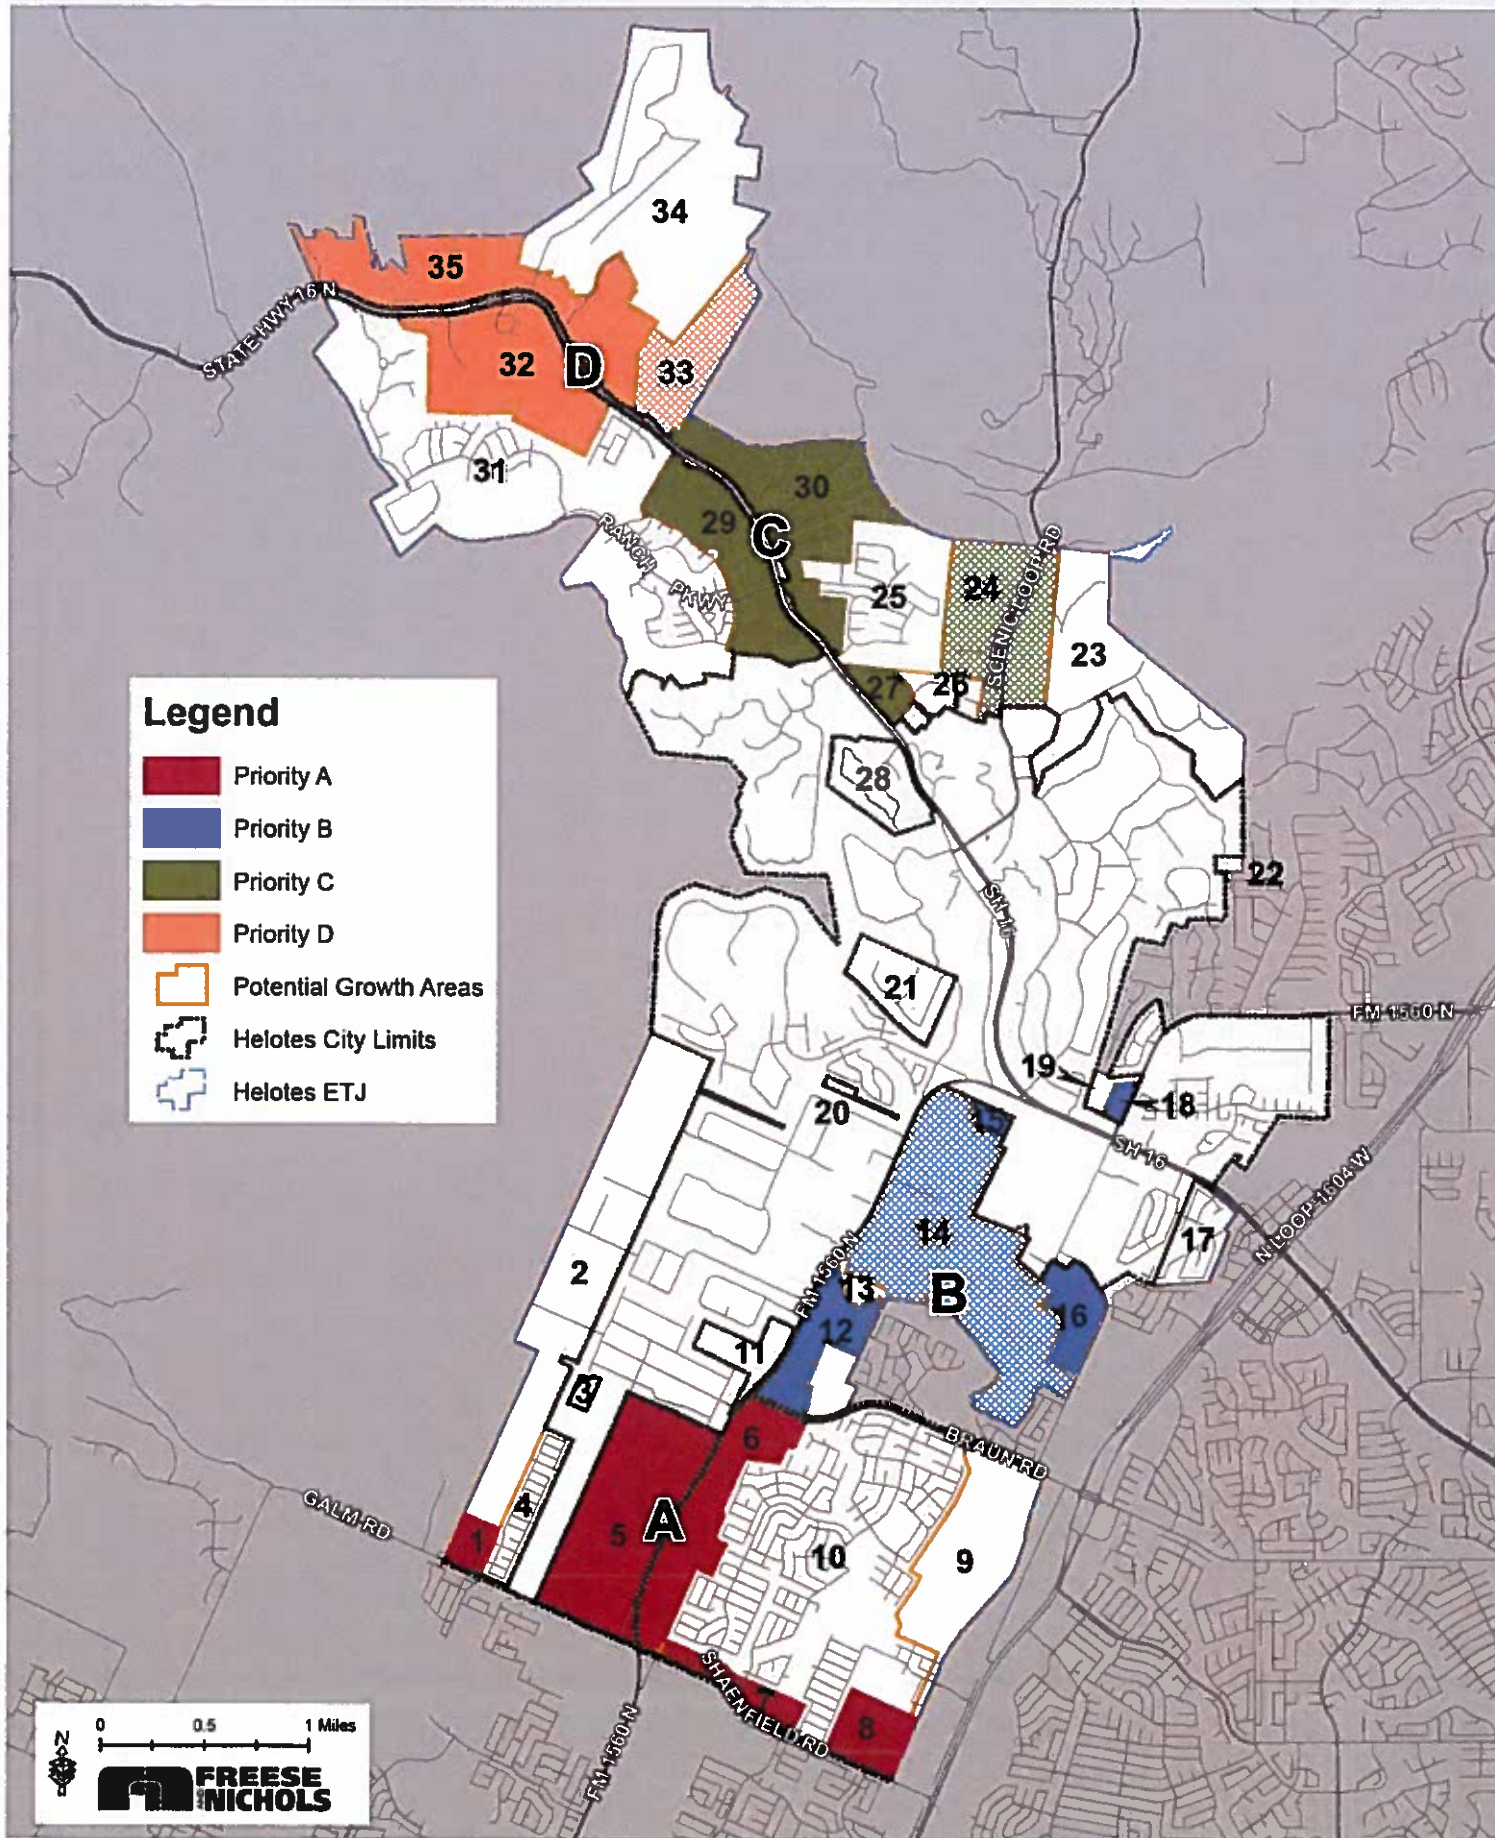 34
35
STATE HWY 16 N
32
D
33
31
30
29
C
RANCH
PKWY
25
24
SCENIC LOOP RD
23
27
26
28
22
SH 16
21
FM 1560 N
19
18
20
15
SH 16
N LOOP 1604 W
14
17
2
FM 1560 N
13
B
16
12
11
3
6
BRAUN RD
4
GALM RD
1
5
A
10
9
SHAENFIELD RD
7
8
FM 1560 N
Legend
Priority A
Priority B
Priority C
Priority D
Potential Growth Areas
Helotes City Limits
Helotes ETJ
0 0.5 1 Miles
N
FREESE
NICHOLS